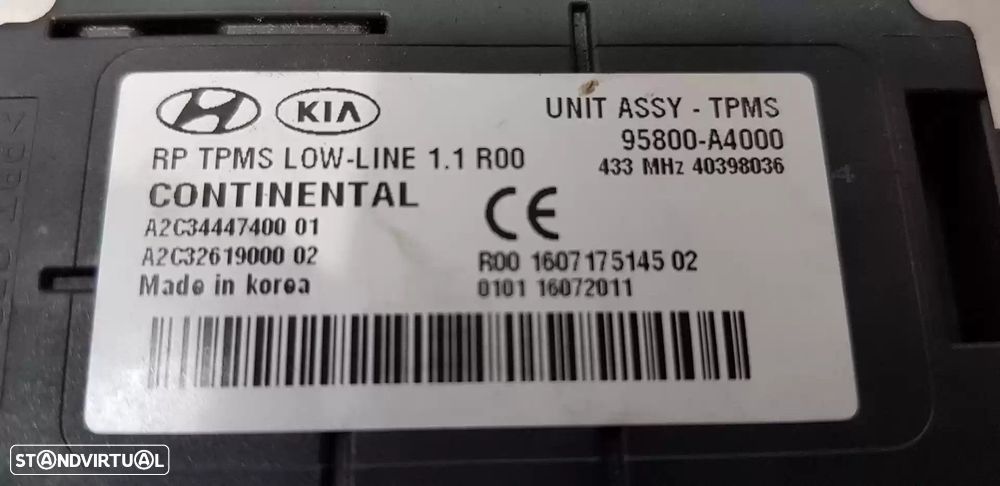 KIA
UNIT ASSY - TPMS
95800-A4000
433 MHz 40398036
RP TPMS LOW-LINE 1.1 R00
CONTINENTAL
A2C34447400 01
A2C32619000 02
Made in korea
CE
R00 1607175145 02
0101 16072011
STANDVIRTUAL